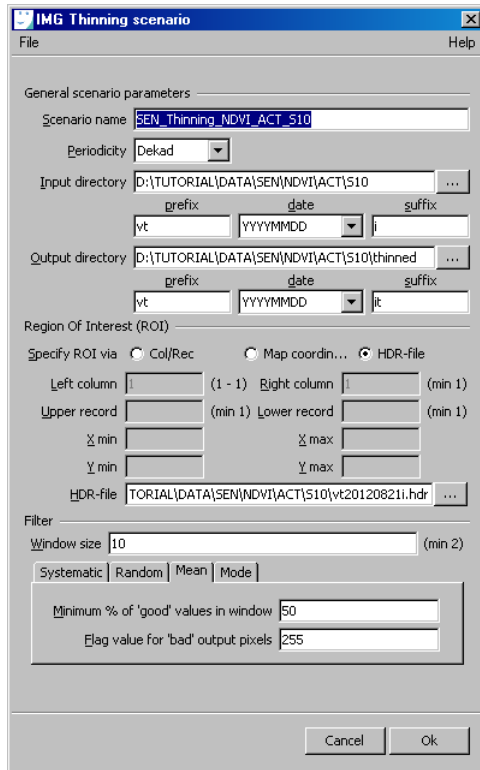 IMG Thinning scenario
File Help
General scenario parameters
Scenario name SEN_Thinning_NDVI_ACT_S10
Periodicity Dekad
Input directory D:\TUTORIAL\DATA\SEN\NDVI\ACT\S10 ...
prefix date suffix
vt YYYYMMDD i
Output directory D:\TUTORIAL\DATA\SEN\NDVI\ACT\S10\thinned ...
prefix date suffix
vt YYYYMMDD it
Region Of Interest (ROI)
Specify ROI via Col/Rec Map coordin... HDR-file
Left column 1 (1 - 1) Right column 1 (min 1)
Upper record (min 1) Lower record (min 1)
X min X max
Y min Y max
HDR-file TORIAL\DATA\SEN\NDVI\ACT\S10\vt20120821i.hdr ...
Filter
Window size 10 (min 2)
Systematic Random Mean Mode
Minimum % of 'good' values in window 50
Flag value for 'bad' output pixels 255
Cancel Ok